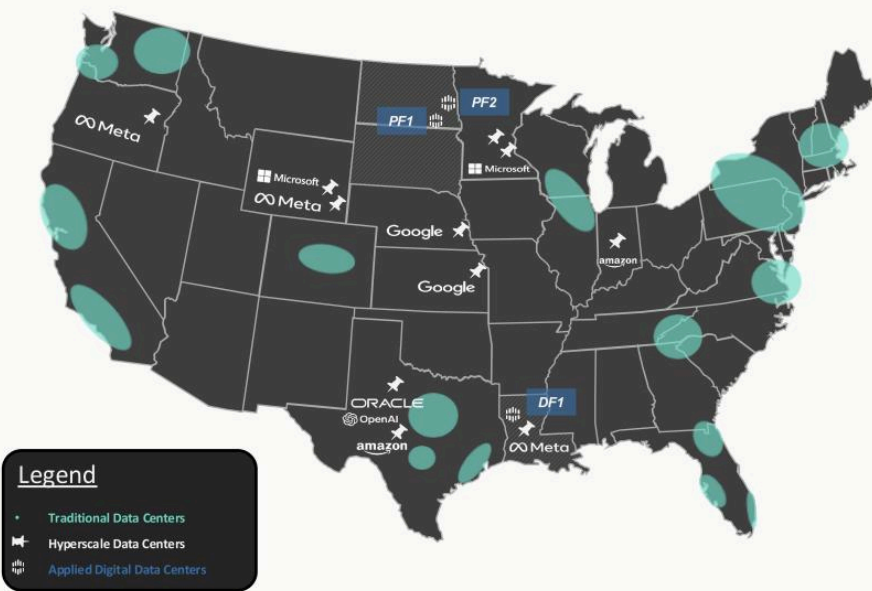 PF2
PF1
Meta
Microsoft
Microsoft
Meta
Google
amazon
Google
ORACLE
DF1
OpenAI
amazon
Meta
Legend
Traditional Data Centers
Hyperscale Data Centers
Applied Digital Data Centers